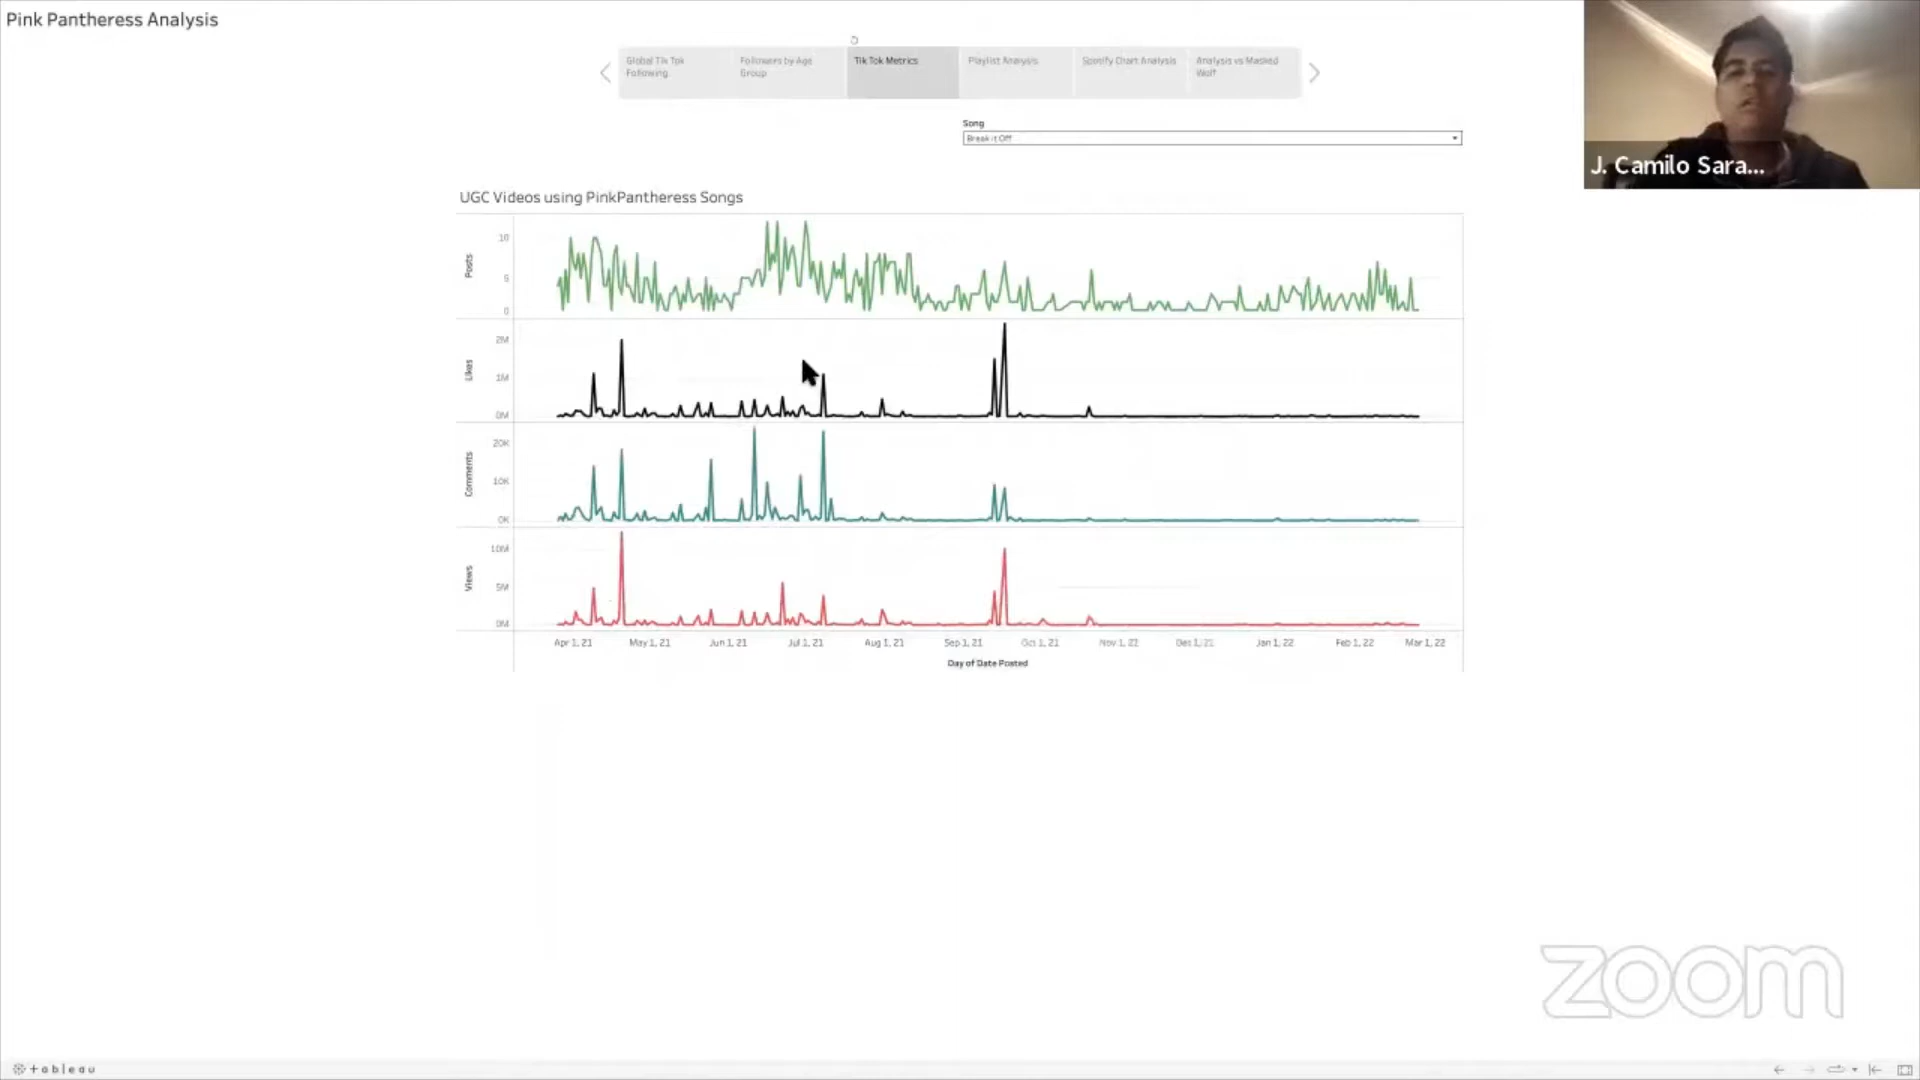 Pink Pantheress Analysis
Global Tik Tok
Following.
Followers by Age
Group
Tik Tok Metrics
Playlist Analysis
Spotify Chart Analysis
Analysis vs Masked
Wolf
Song
Break it Off
J. Camilo Sara...
UGC Videos using PinkPantheress Songs
Posts
10
5
0
Likes
2M
1M
0M
Comments
20K
10K
0K
Views
10M
5M
0M
Apr 1, 21
May 1, 21
Jun 1, 21
Jul 1, 21
Aug 1, 21
Sep 1, 21
Oct 1, 21
Nov 1, 22
Dec 1, 21
Jan 1, 22
Feb 1, 22
Mar 1, 22
Day of Date Posted
zoom
+ a b l e a u